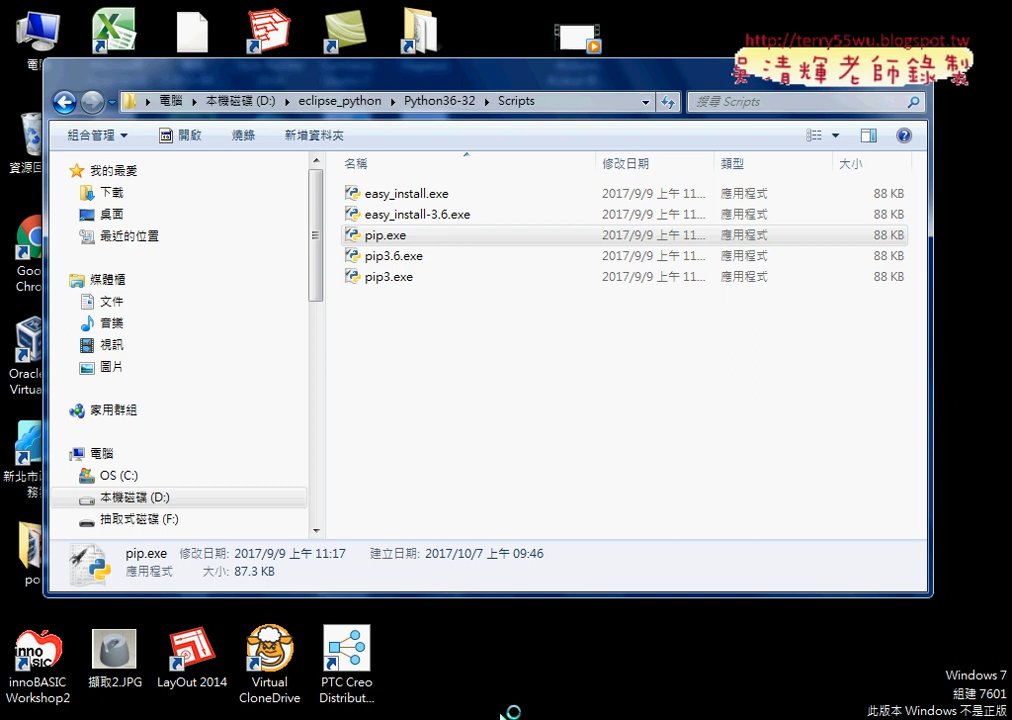 http://terry55wu.blogspot.tw
吳清輝老師錄製
電腦 ▸ 本機磁碟 (D:) ▸ eclipse_python ▸ Python36-32 ▸ Scripts
搜尋 Scripts
組合管理 開啟 燒錄 新增資料夾
名稱 修改日期 類型 大小
easy_install.exe 2017/9/9 上午 11... 應用程式 88 KB
easy_install-3.6.exe 2017/9/9 上午 11... 應用程式 88 KB
pip.exe 2017/9/9 上午 11... 應用程式 88 KB
pip3.6.exe 2017/9/9 上午 11... 應用程式 88 KB
pip3.exe 2017/9/9 上午 11... 應用程式 88 KB
我的最愛
下載
桌面
最近的位置
媒體櫃
文件
音樂
視訊
圖片
家用群組
電腦
OS (C:)
本機磁碟 (D:)
抽取式磁碟 (F:)
pip.exe 修改日期: 2017/9/9 上午 11:17 建立日期: 2017/10/7 上午 09:46
應用程式 大小: 87.3 KB
資源回
Goo
Chro
Oracle
Virtua
新北市
務
po
inno
BASIC
innoBASIC
Workshop2
擷取2.JPG
LayOut 2014
Virtual
CloneDrive
PTC Creo
Distribut...
Windows 7
組建 7601
此版本 Windows 不是正版